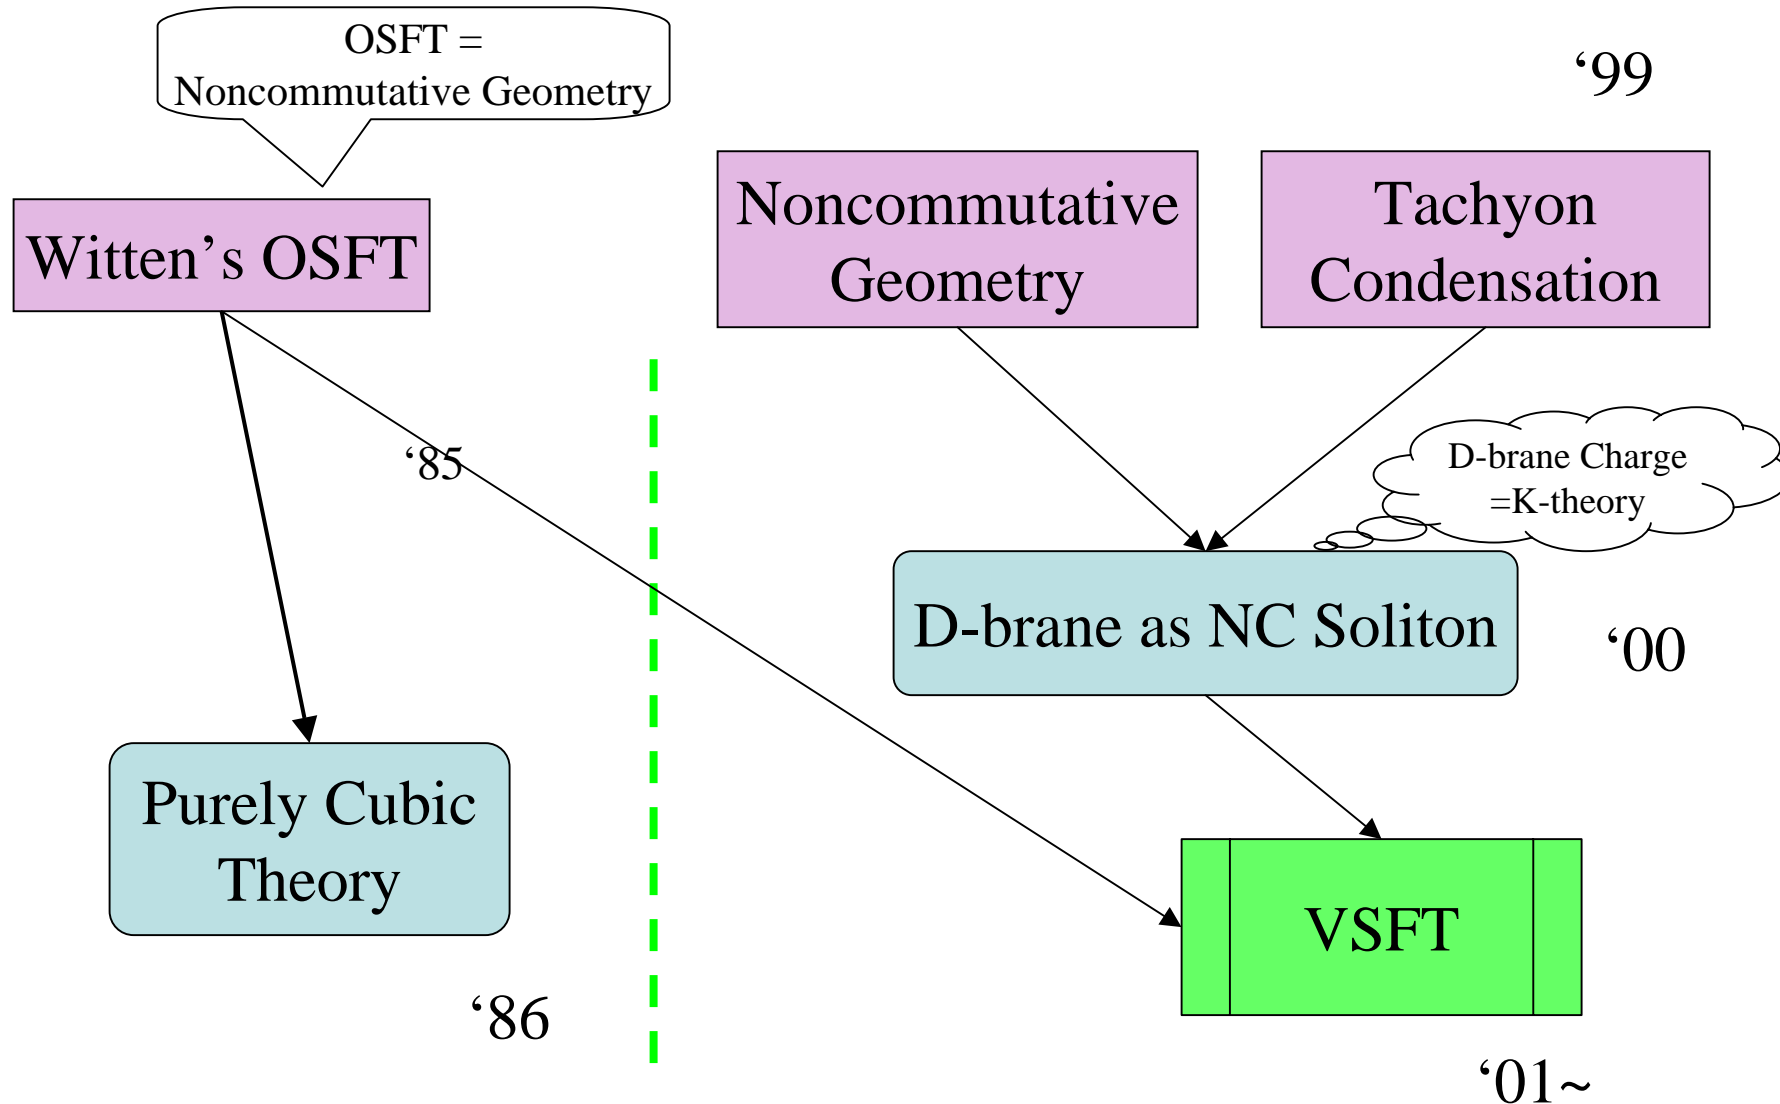 OSFT =
Noncommutative Geometry
‘99
Witten’s OSFT
Noncommutative
Geometry
Tachyon
Condensation
‘85
D-brane Charge
=K-theory
D-brane as NC Soliton
‘00
Purely Cubic
Theory
VSFT
‘86
‘01~